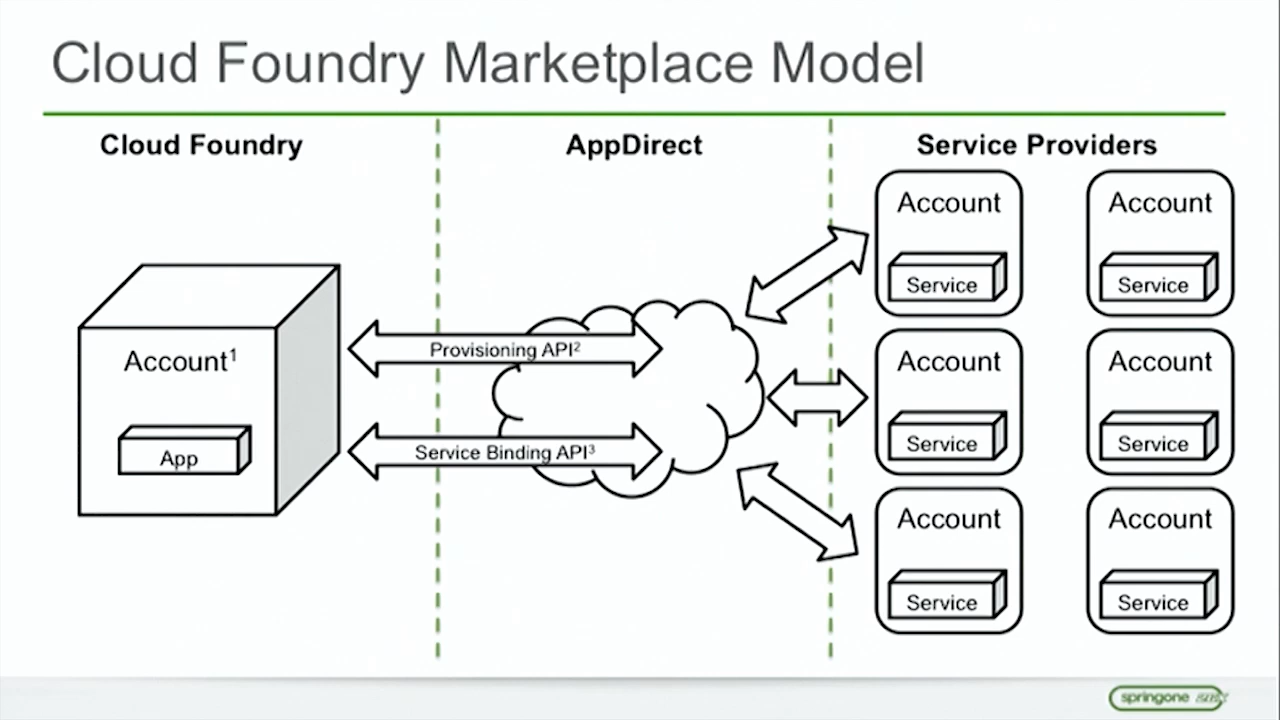 Cloud Foundry Marketplace Model
Cloud Foundry
AppDirect
Service Providers
Account¹
App
Provisioning API²
Service Binding API³
Account
Service
Account
Service
Account
Service
Account
Service
Account
Service
Account
Service
springone